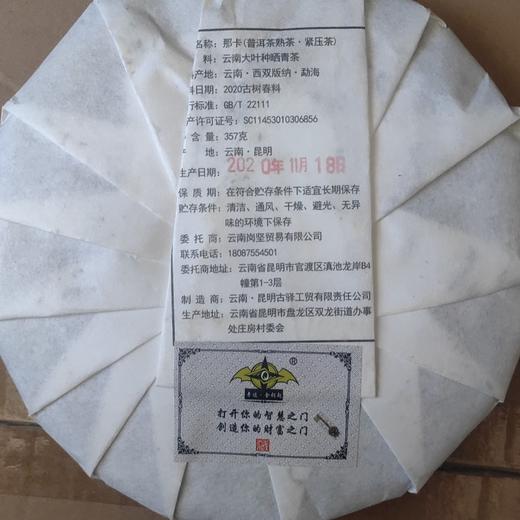 名称：那卡(普洱茶熟茶·紧压茶)
料：云南大叶种晒青茶
产地：云南·西双版纳·勐海
料日期：2020古树春料
行标准：GB/T 22111
产许可证号：SC11453010306856
含量：357克
产 地：云南·昆明
生产日期：2020年11月18日
保质期：在符合贮存条件下适宜长期保存
贮存条件：清洁、通风、干燥、避光、无异
味的环境下保存
委托商：云南岗坚贸易有限公司
联系电话：18087554501
委托商地址：云南省昆明市官渡区滇池龙岸B4
幢第1-3层
制造商：云南·昆明古驿工贸有限责任公司
生产地址：云南省昆明市盘龙区双龙街道办事
处庄房村委会
®
打开你的智慧之门
创造你的财富之门